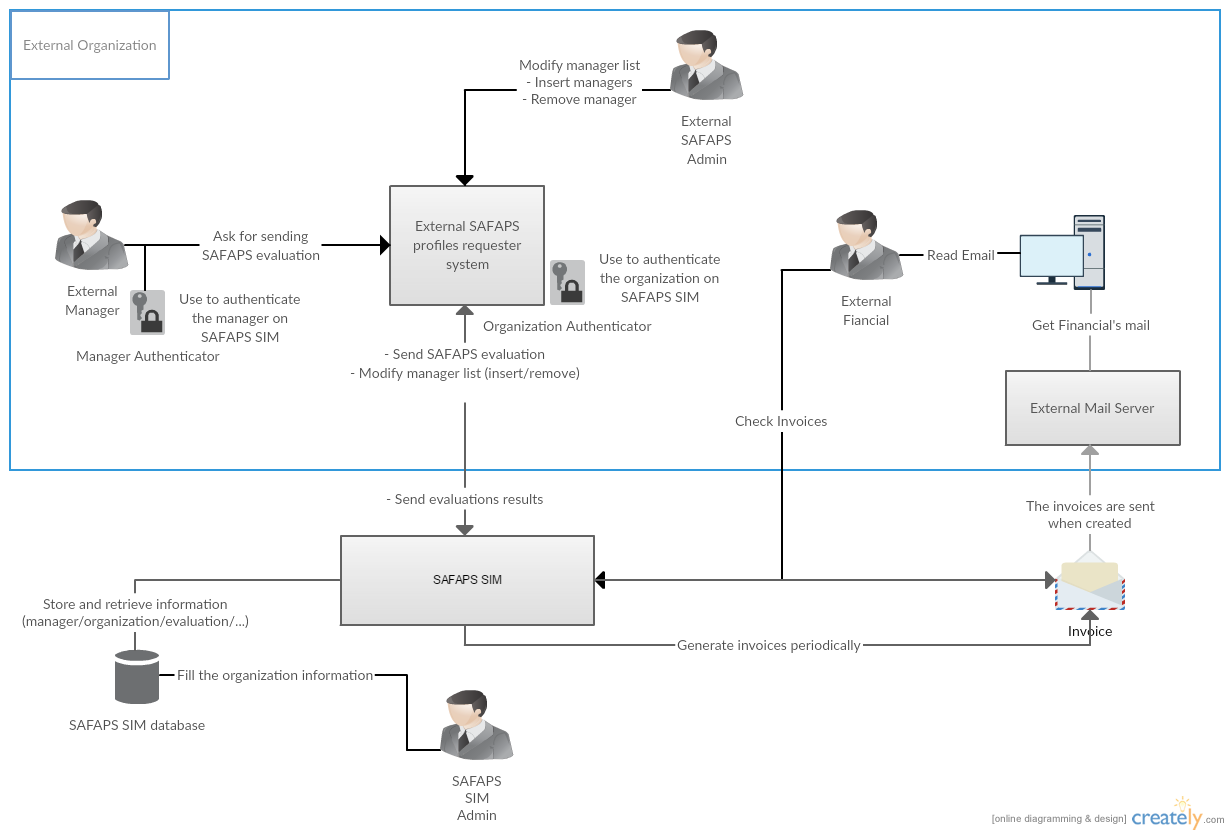 External Organization
Modify manager list
- Insert managers
- Remove manager
External
SAFAPS
Admin
External SAFAPS
profiles requester
system
Ask for sending
SAFAPS evaluation
External
Manager
Use to authenticate
the manager on
SAFAPS SIM
Manager Authenticator
Use to authenticate
the organization on
SAFAPS SIM
Organization Authenticator
- Send SAFAPS evaluation
- Modify manager list (insert/remove)
External
Fiancial
Read Email
Get Financial's mail
External Mail Server
Check Invoices
- Send evaluations results
The invoices are sent
when created
SAFAPS SIM
Invoice
Store and retrieve information
(manager/organization/evaluation/...)
Generate invoices periodically
Fill the organization information
SAFAPS SIM database
SAFAPS
SIM
Admin
[online diagramming & design] creately.com